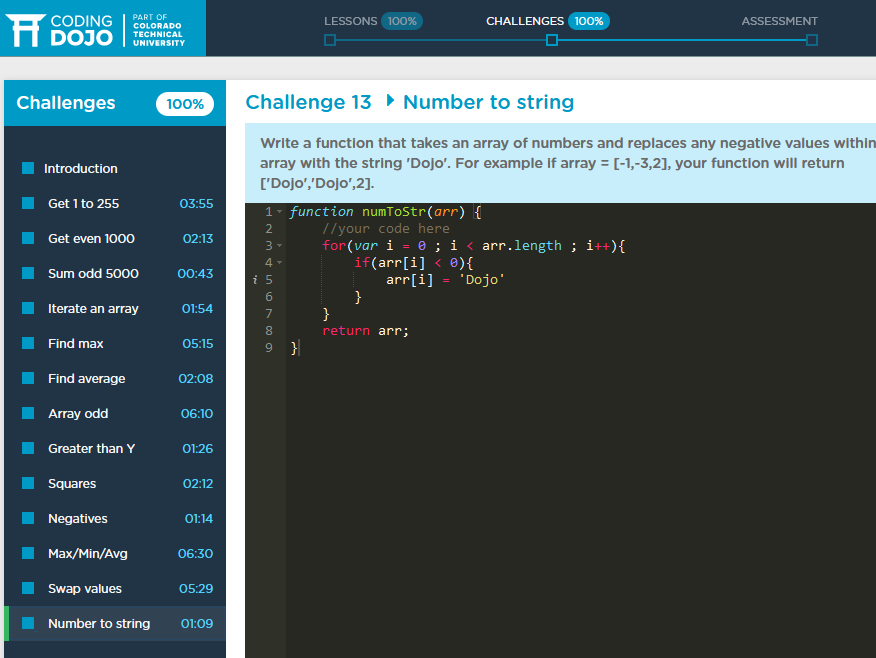 CODING DOJO
PART OF
COLORADO
TECHNICAL
UNIVERSITY
LESSONS 100%
CHALLENGES 100%
ASSESSMENT
Challenges 100%
Introduction
Get 1 to 255 03:55
Get even 1000 02:13
Sum odd 5000 00:43
Iterate an array 01:54
Find max 05:15
Find average 02:08
Array odd 06:10
Greater than Y 01:26
Squares 02:12
Negatives 01:14
Max/Min/Avg 06:30
Swap values 05:29
Number to string 01:09
Challenge 13 Number to string
Write a function that takes an array of numbers and replaces any negative values within
array with the string 'Dojo'. For example if array = [-1,-3,2], your function will return
['Dojo','Dojo',2].
1 function numToStr(arr) {
2 //your code here
3 for(var i = 0 ; i < arr.length ; i++){
4 if(arr[i] < 0){
i 5 arr[i] = 'Dojo'
6 }
7 }
8 return arr;
9 }